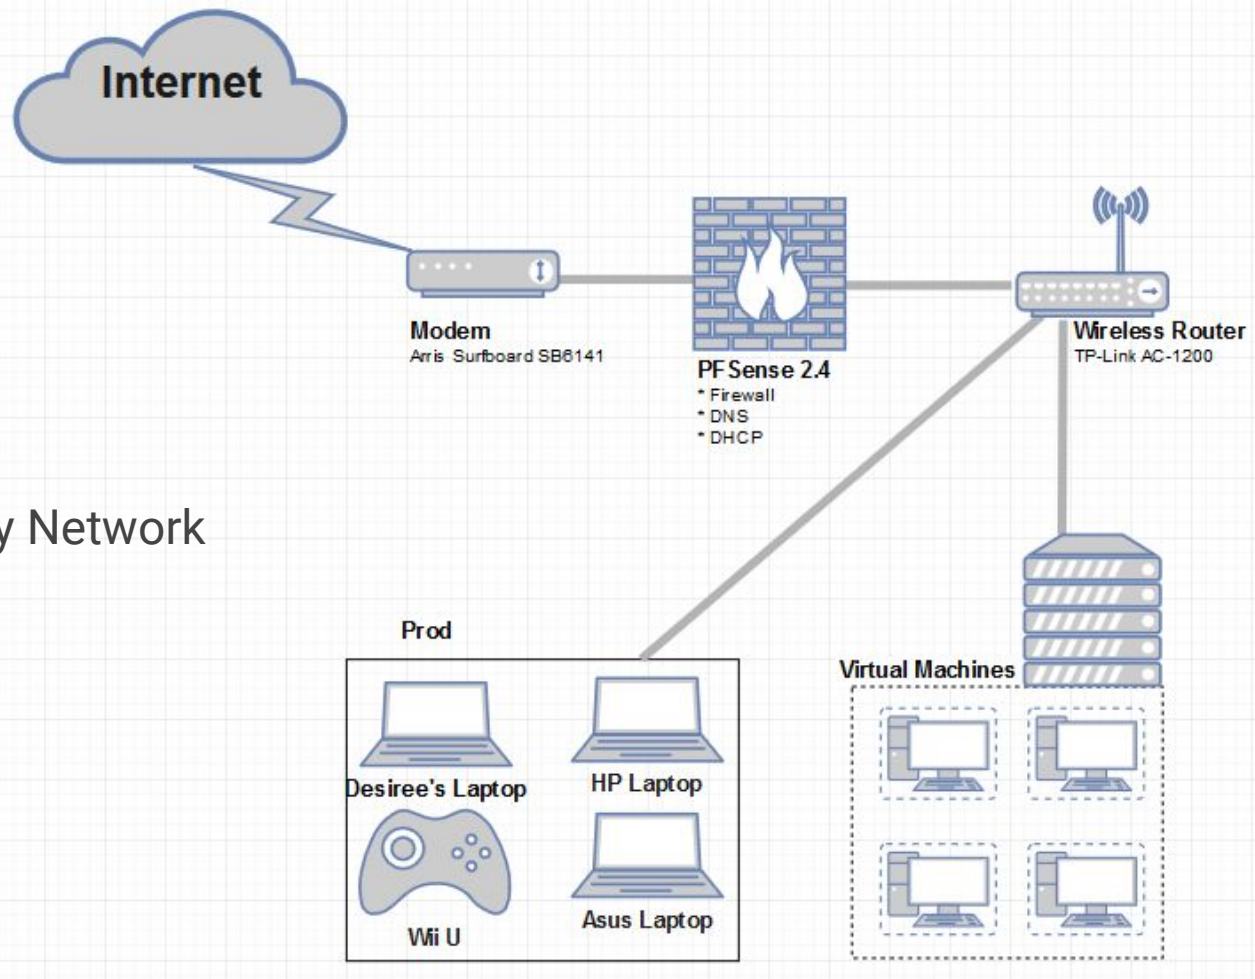 Internet
Modem
Arris Surfboard SB6141
PFSense 2.4
* Firewall
* DNS
* DHCP
Wireless Router
TP-Link AC-1200
y Network
Prod
Desiree's Laptop
HP Laptop
Wii U
Asus Laptop
Virtual Machines